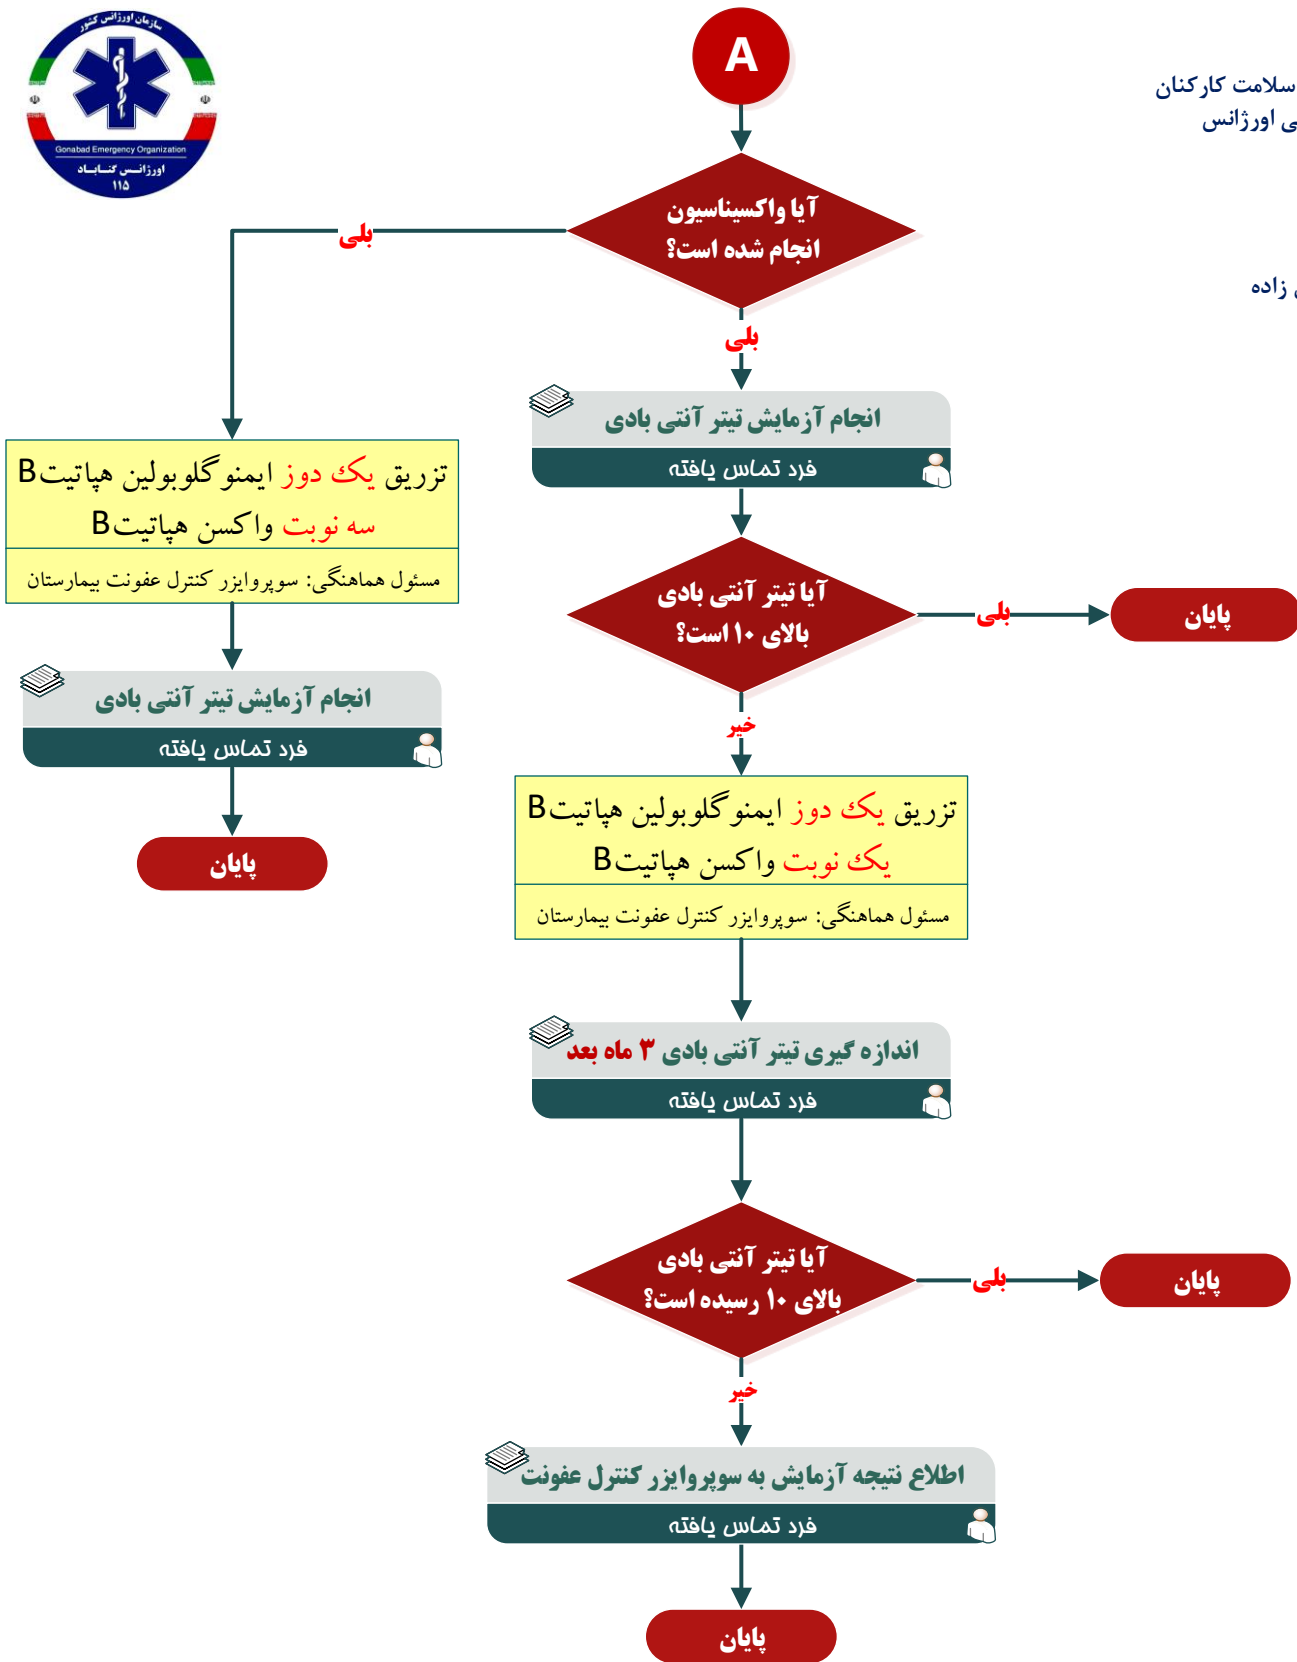 سازمان اورژانس کشور
Gonabad Emergency Organization
اورژانس گناباد
۱۱۵
A
سلامت کارکنان
اورژانس
زاده
آیا واکسیناسیون
انجام شده است؟
بلی
بلی
انجام آزمایش تیتر آنتی بادی
فرد تماس یافته
تزریق یک دوز ایمنوگلوبولین هپاتیتB
سه نوبت واکسن هپاتیتB
مسئول هماهنگی: سوپروایزر کنترل عفونت بیمارستان
آیا تیتر آنتی بادی
بالای ۱۰ است؟
بلی
پایان
انجام آزمایش تیتر آنتی بادی
فرد تماس یافته
پایان
خیر
تزریق یک دوز ایمنوگلوبولین هپاتیتB
یک نوبت واکسن هپاتیتB
مسئول هماهنگی: سوپروایزر کنترل عفونت بیمارستان
اندازه گیری تیتر آنتی بادی ۳ ماه بعد
فرد تماس یافته
آیا تیتر آنتی بادی
بالای ۱۰ رسیده است؟
بلی
پایان
خیر
اطلاع نتیجه آزمایش به سوپروایزر کنترل عفونت
فرد تماس یافته
پایان